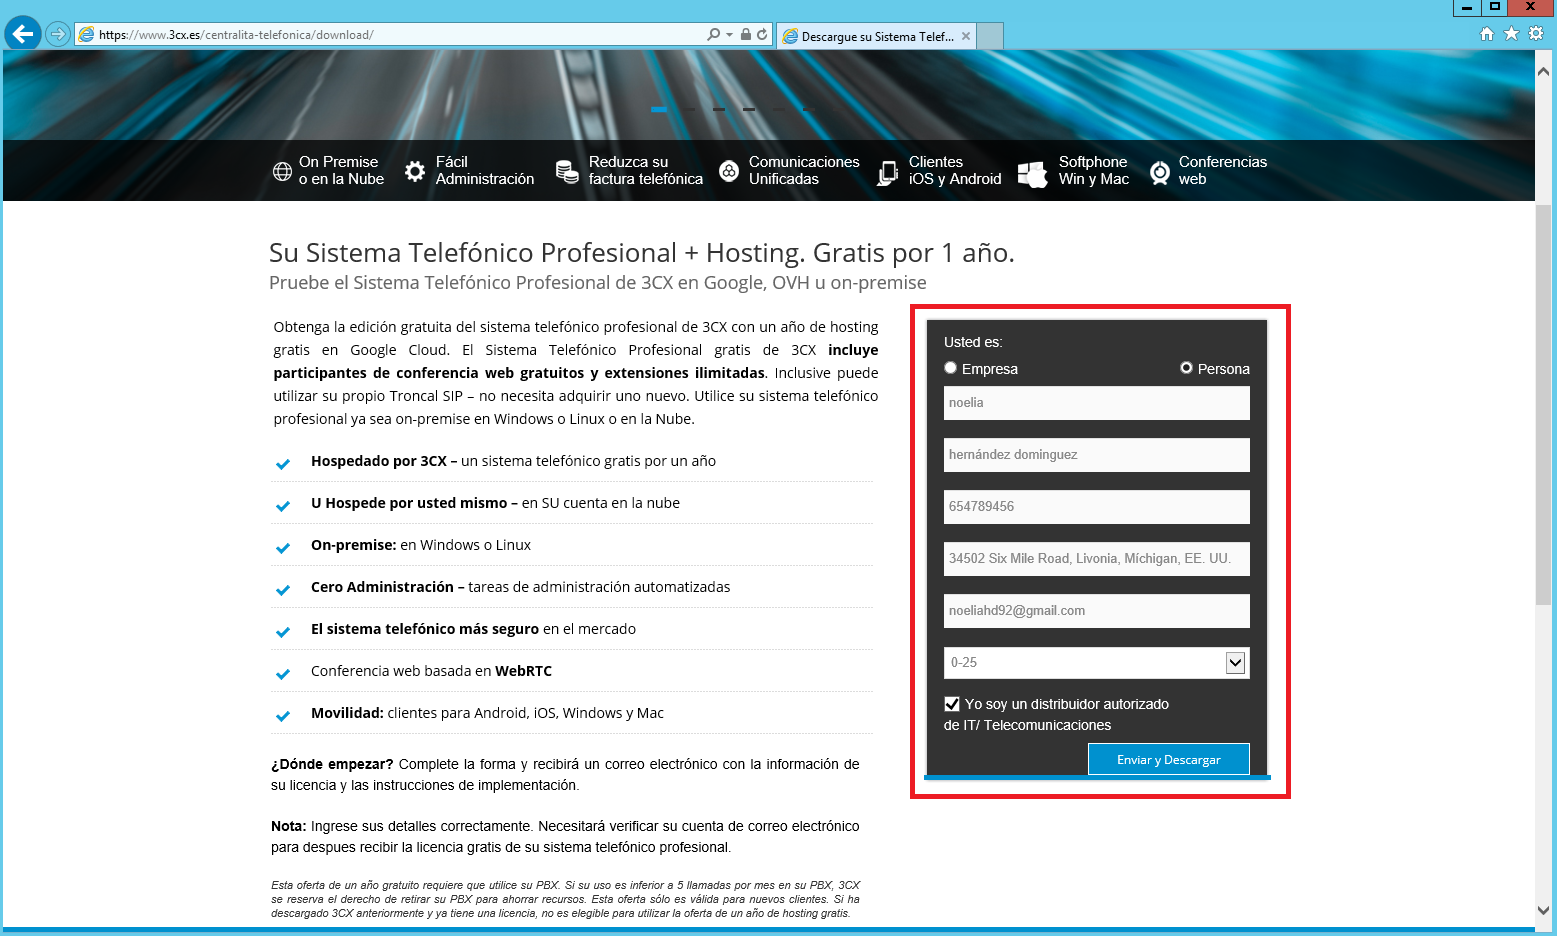 https://www.3cx.es/centralita-telefonica/download/
Descargue su Sistema Telef...
On Premise
o en la Nube
Fácil
Administración
Reduzca su
factura telefónica
Comunicaciones
Unificadas
Clientes
iOS y Android
Softphone
Win y Mac
Conferencias
web
Su Sistema Telefónico Profesional + Hosting. Gratis por 1 año.
Pruebe el Sistema Telefónico Profesional de 3CX en Google, OVH u on-premise
Obtenga la edición gratuita del sistema telefónico profesional de 3CX con un año de hosting
gratis en Google Cloud. El Sistema Telefónico Profesional gratis de 3CX incluye
participantes de conferencia web gratuitos y extensiones ilimitadas. Inclusive puede
utilizar su propio Troncal SIP – no necesita adquirir uno nuevo. Utilice su sistema telefónico
profesional ya sea on-premise en Windows o Linux o en la Nube.
Hospedado por 3CX – un sistema telefónico gratis por un año
U Hospede por usted mismo – en SU cuenta en la nube
On-premise: en Windows o Linux
Cero Administración – tareas de administración automatizadas
El sistema telefónico más seguro en el mercado
Conferencia web basada en WebRTC
Movilidad: clientes para Android, iOS, Windows y Mac
¿Dónde empezar? Complete la forma y recibirá un correo electrónico con la información de
su licencia y las instrucciones de implementación.
Nota: Ingrese sus detalles correctamente. Necesitará verificar su cuenta de correo electrónico
para despues recibir la licencia gratis de su sistema telefónico profesional.
Esta oferta de un año gratuito requiere que utilice su PBX. Si su uso es inferior a 5 llamadas por mes en su PBX, 3CX
se reserva el derecho de retirar su PBX para ahorrar recursos. Esta oferta sólo es válida para nuevos clientes. Si ha
descargado 3CX anteriormente y ya tiene una licencia, no es elegible para utilizar la oferta de un año de hosting gratis.
Usted es:
Empresa
Persona
noelia
hernández dominguez
654789456
34502 Six Mile Road, Livonia, Míchigan, EE. UU.
noeliahd92@gmail.com
0-25
Yo soy un distribuidor autorizado
de IT/ Telecomunicaciones
Enviar y Descargar